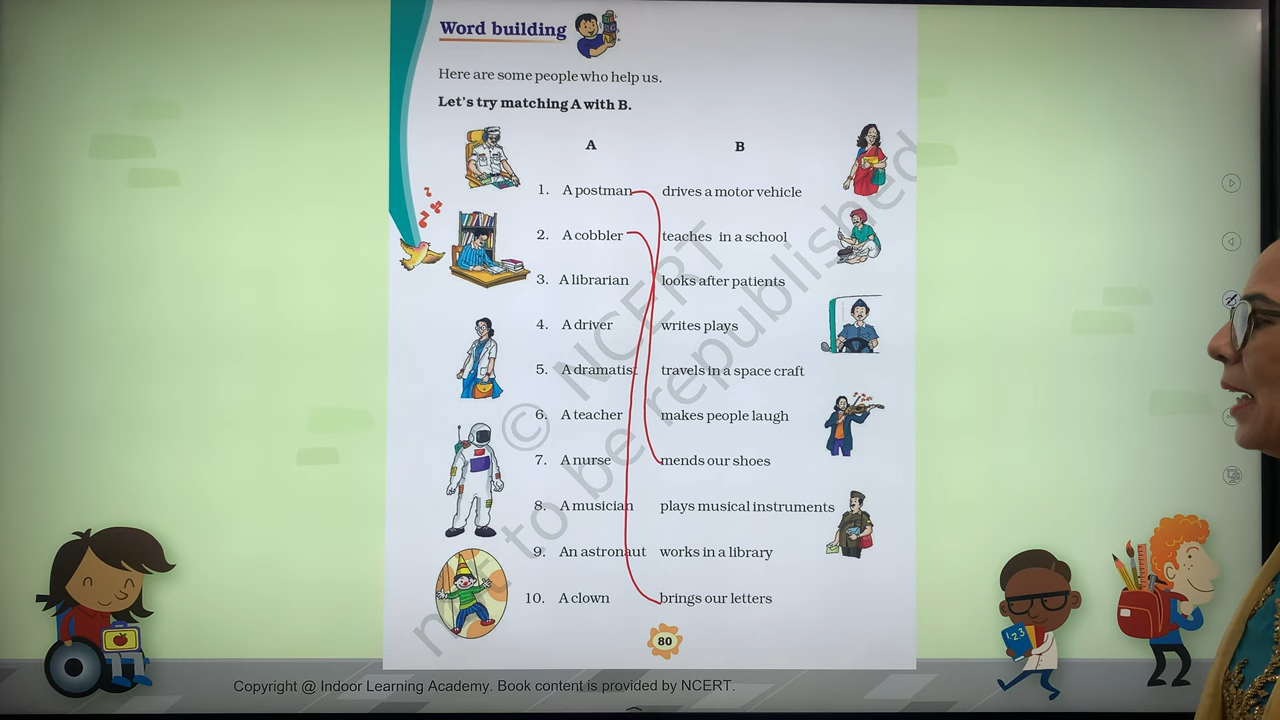 Word building
Here are some people who help us.
Let's try matching A with B.
A B
1. A postman drives a motor vehicle
2. A cobbler teaches in a school
3. A librarian looks after patients
4. A driver writes plays
5. A dramatist travels in a space craft
6. A teacher makes people laugh
7. A nurse mends our shoes
8. A musician plays musical instruments
9. An astronaut works in a library
10. A clown brings our letters
80
© NCERT
not to be republished
1 2 3
Copyright @ Indoor Learning Academy. Book content is provided by NCERT.